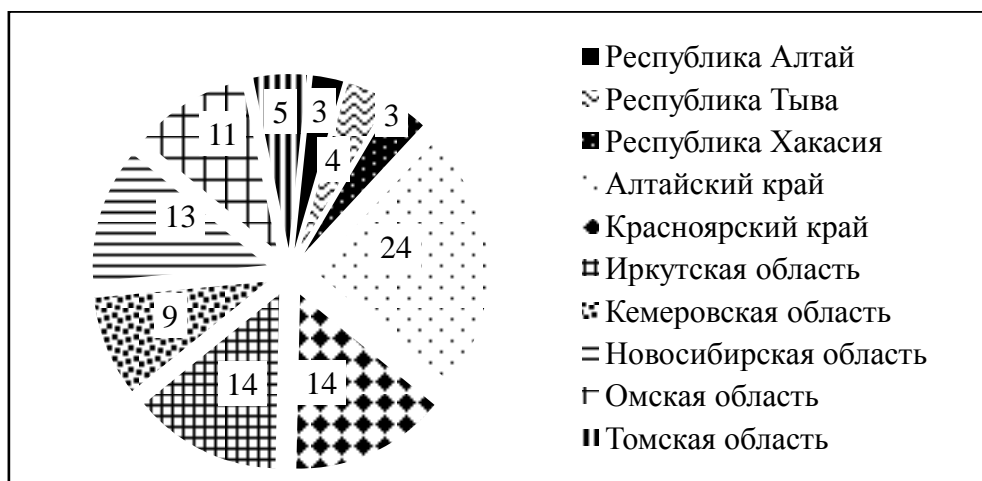 5
3
3
11
4
13
24
9
14
14
Республика Алтай
Республика Тыва
Республика Хакасия
Алтайский край
Красноярский край
Иркутская область
Кемеровская область
Новосибирская область
Омская область
Томская область